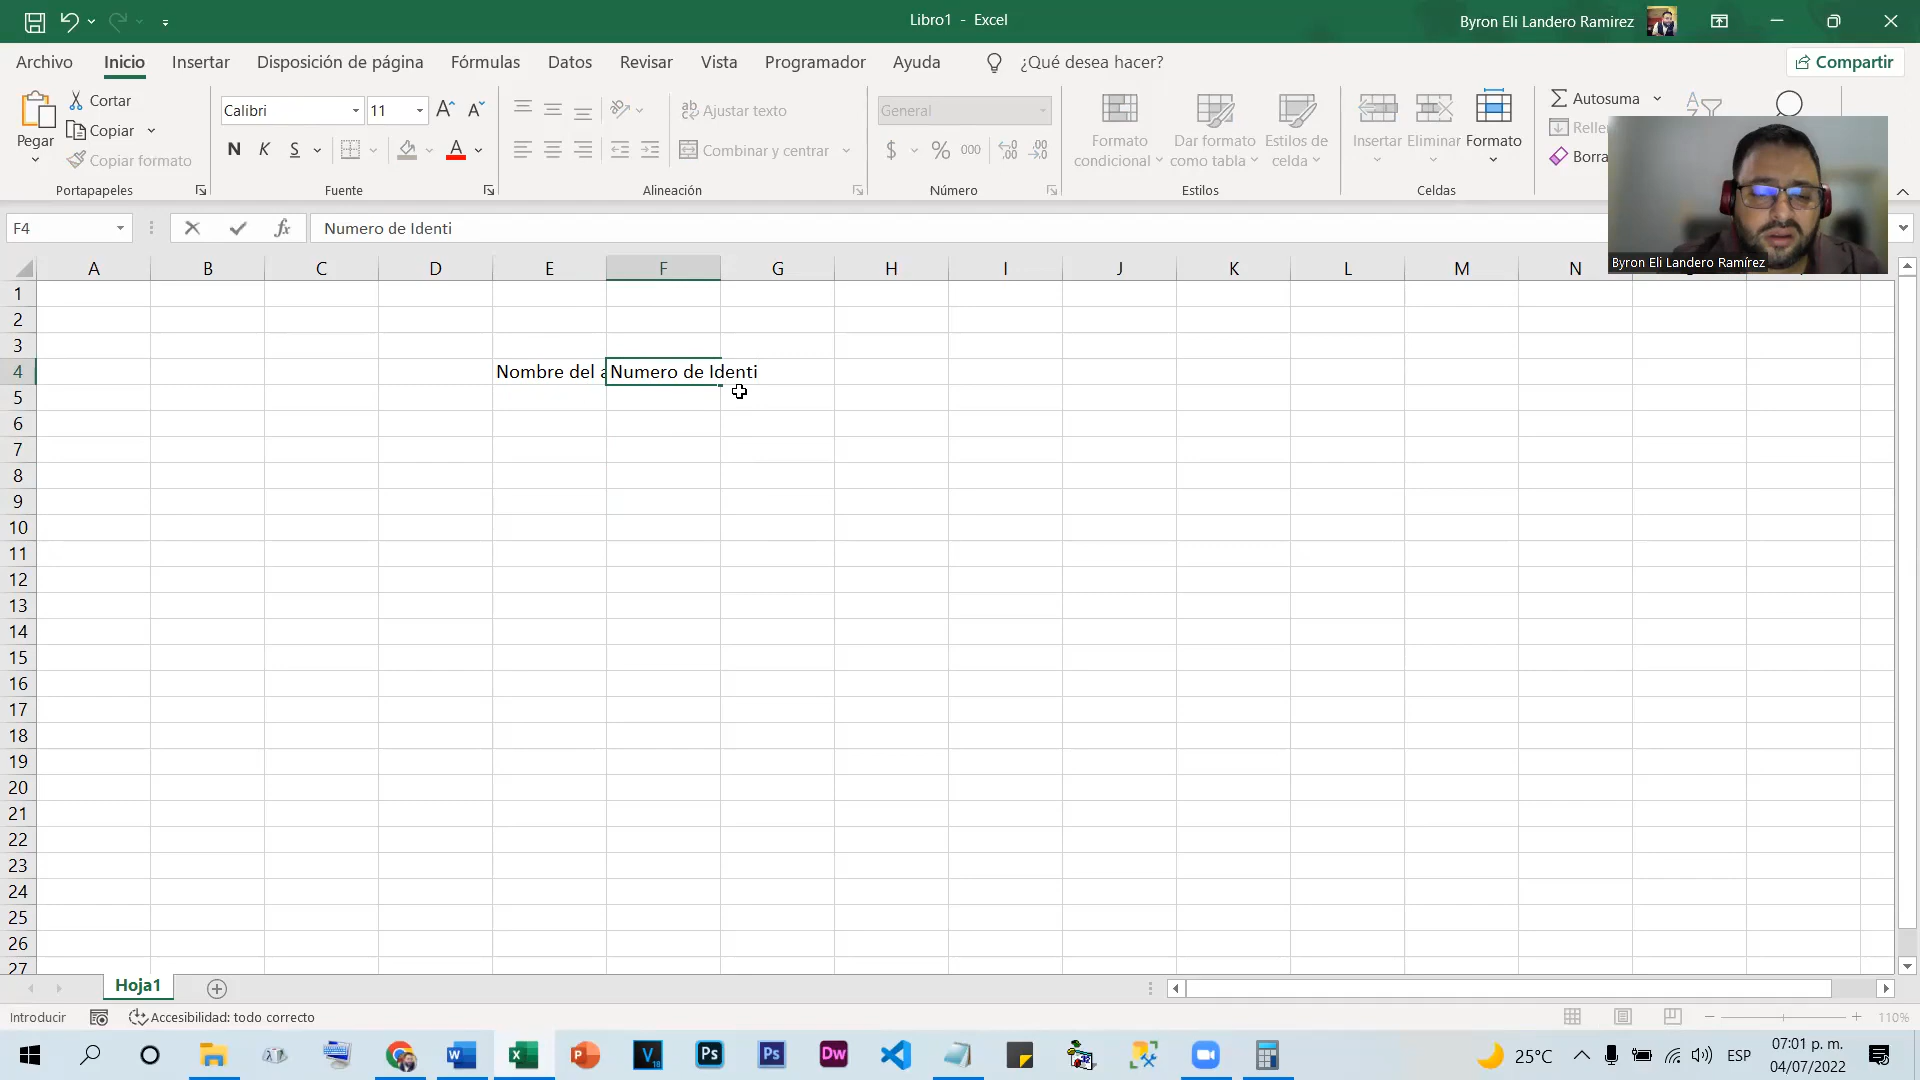 Libro1 - Excel
Byron Eli Landero Ramirez
Archivo Inicio Insertar Disposición de página Fórmulas Datos Revisar Vista Programador Ayuda ¿Qué desea hacer? Compartir
Pegar
Cortar
Copiar
Copiar formato
Portapapeles
Calibri 11
N K S A
Fuente
Ajustar texto
Combinar y centrar
Alineación
General
$ % 000
Número
Formato condicional
Dar formato como tabla
Estilos de celda
Estilos
Insertar Eliminar Formato
Celdas
Autosuma
Relle
Borra
Byron Eli Landero Ramírez
F4 fx Numero de Identi
A B C D E F G H I J K L M N
1
2
3
4 Nombre del a Numero de Identi
5
6
7
8
9
10
11
12
13
14
15
16
17
18
19
20
21
22
23
24
25
26
27
Hoja1
Introducir Accesibilidad: todo correcto 110%
25°C ESP 07:01 p. m.
04/07/2022